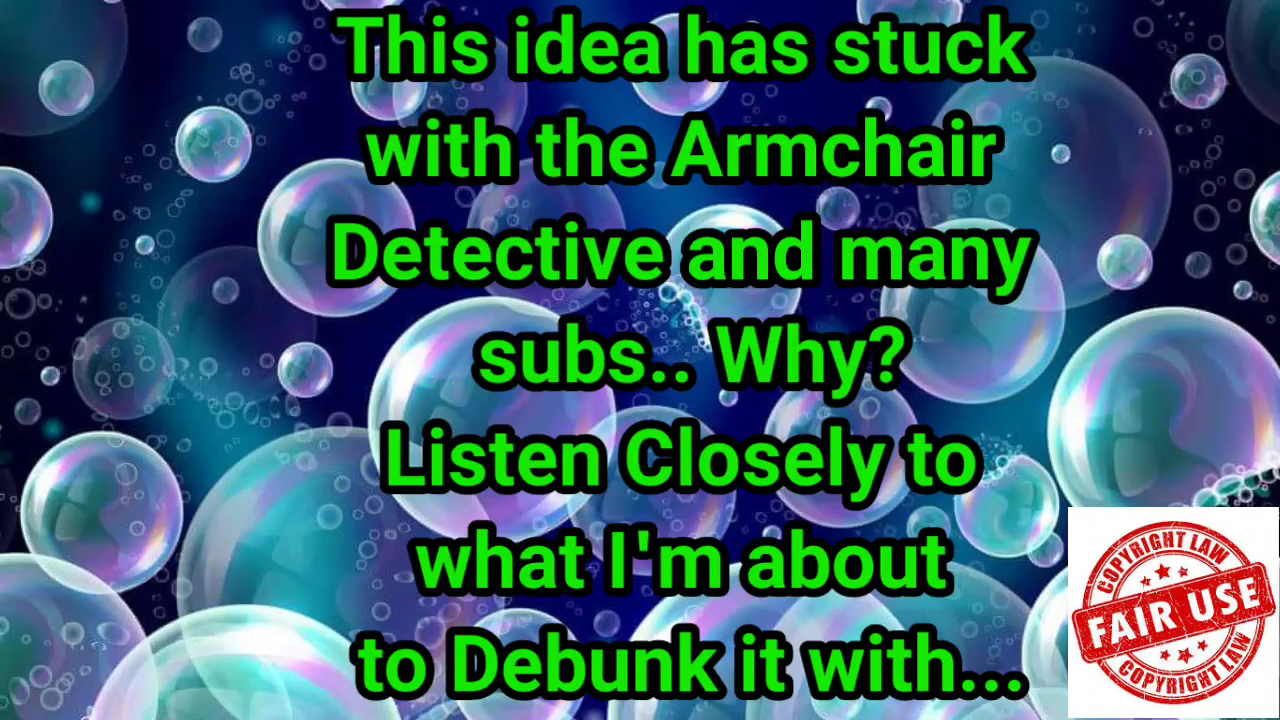 This idea has stuck
with the Armchair
Detective and many
subs.. Why?
Listen Closely to
what I'm about
to Debunk it with...
COPYRIGHT LAW
FAIR USE
COPYRIGHT LAW